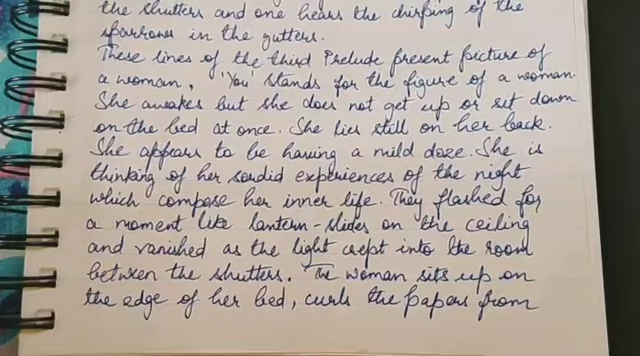 the shutters and one hears the chirping of the
sparrows in the gutters.
These lines of the third Prelude present picture of
a woman. 'You' stands for the figure of a woman.
She awakes but she does not get up or sit down
on the bed at once. She lies still on her back.
She appears to be having a mild doze. She is
thinking of her sordid experiences of the night
which compose her inner life. They flashed for
a moment like lantern-slides on the ceiling
and vanished as the light crept into the room
between the shutters. The woman sits up on
the edge of her bed, curls the papers from